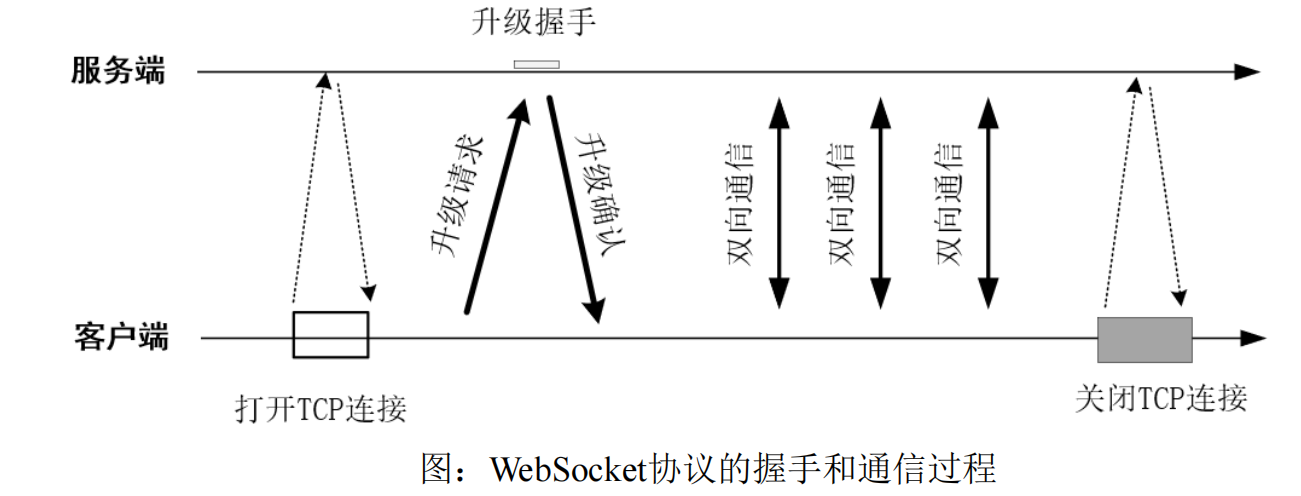 升级握手
服务端
升级请求
升级确认
双向通信
双向通信
双向通信
客户端
打开TCP连接
关闭TCP连接
图：WebSocket协议的握手和通信过程